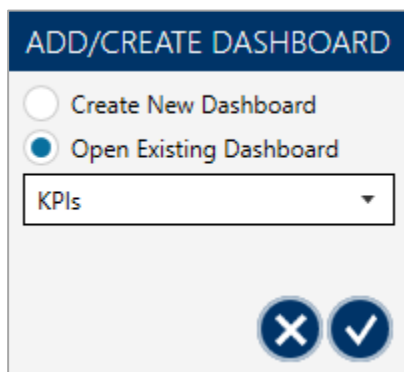 ADD/CREATE DASHBOARD
Create New Dashboard
Open Existing Dashboard
KPIs